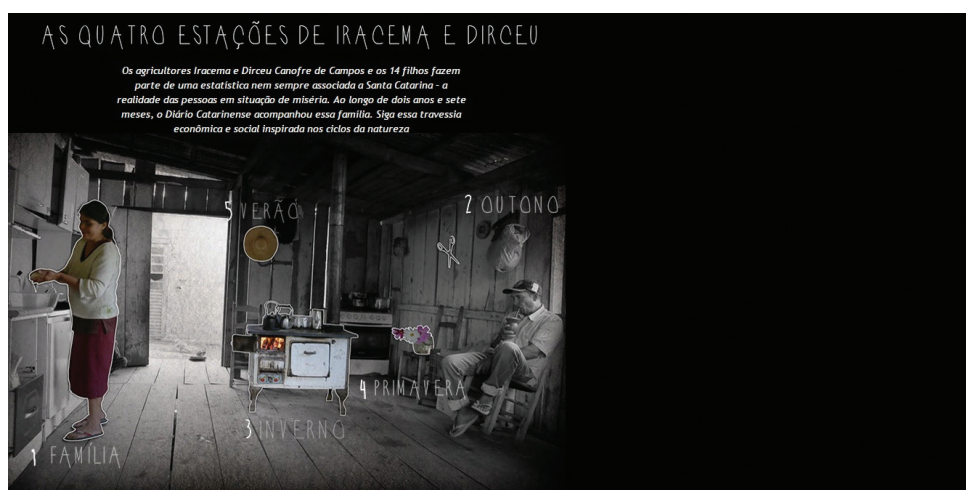 AS QUATRO ESTAÇÕES DE IRACEMA E DIRCEU
Os agricultores Iracema e Dirceu Canofre de Campos e os 14 filhos fazem
parte de uma estatística nem sempre associada a Santa Catarina – a
realidade das pessoas em situação de miséria. Ao longo de dois anos e sete
meses, o Diário Catarinense acompanhou essa família. Siga essa travessia
econômica e social inspirada nos ciclos da natureza
5 VERÃO
2 OUTONO
4 PRIMAVERA
3 INVERNO
1 FAMÍLIA